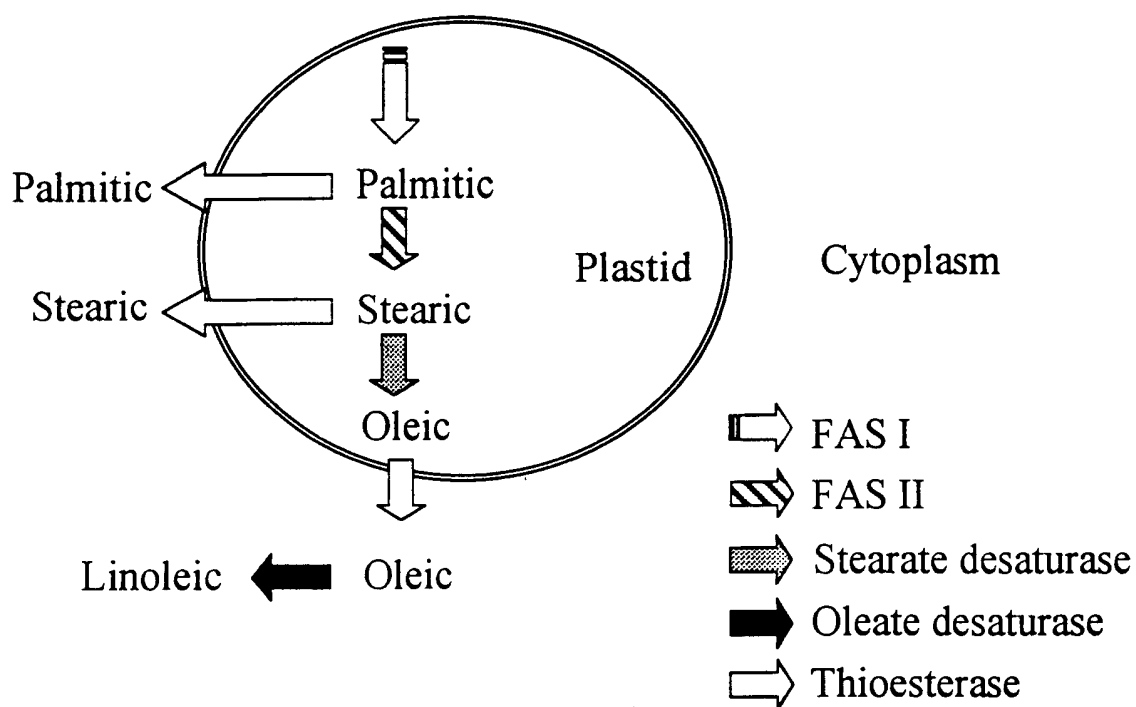 Palmitic
Palmitic
Plastid
Cytoplasm
Stearic
Stearic
Oleic
Linoleic
Oleic
FAS I
FAS II
Stearate desaturase
Oleate desaturase
Thioesterase